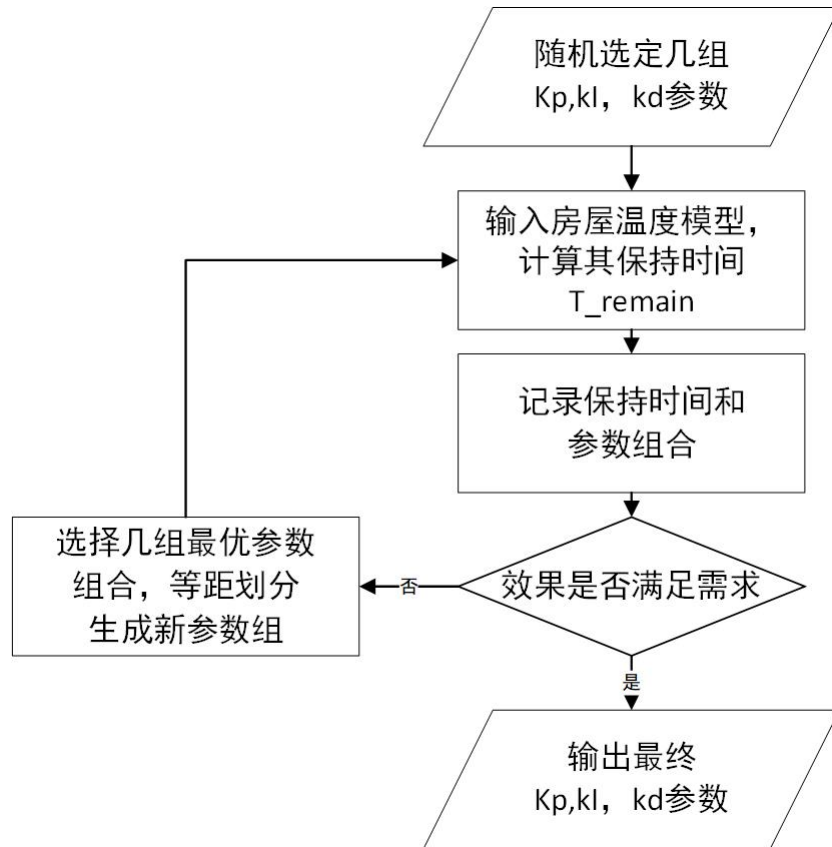 随机选定几组
Kp,kI，kd参数
输入房屋温度模型，
计算其保持时间
T_remain
记录保持时间和
参数组合
选择几组最优参数
组合，等距划分
生成新参数组
否
效果是否满足需求
是
输出最终
Kp,kI，kd参数